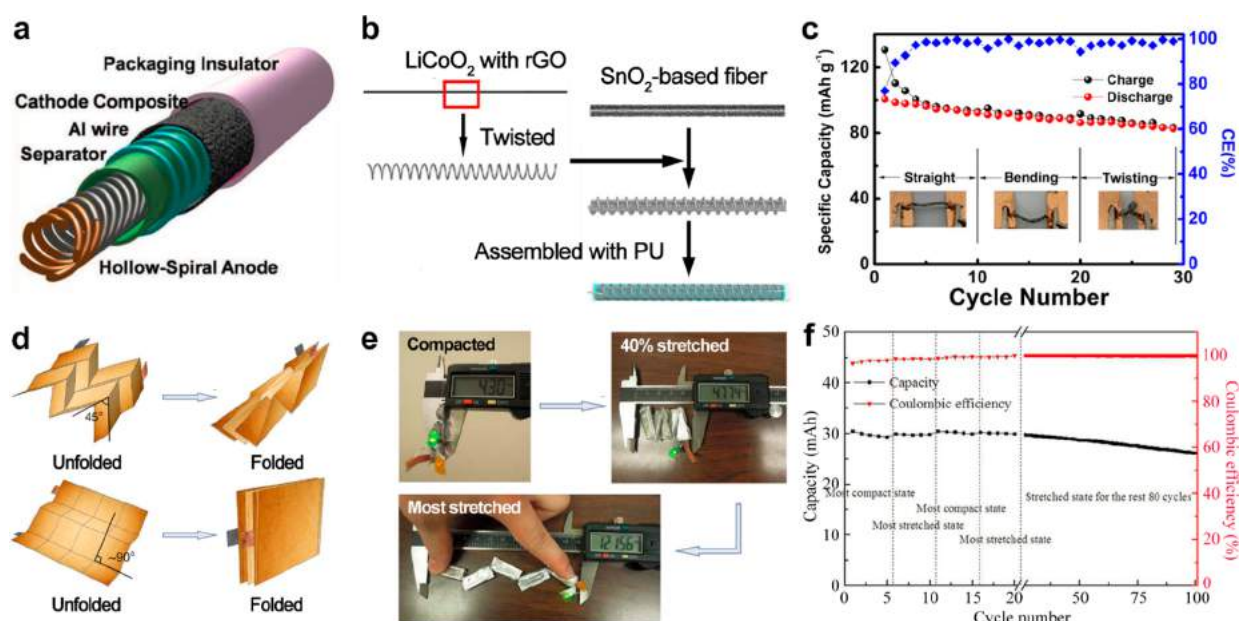 a
Packaging Insulator
Cathode Composite
Al wire
Separator
Hollow-Spiral Anode
b
LiCoO₂ with rGO
SnO₂-based fiber
Twisted
Assembled with PU
c
Specific Capacity (mAh g⁻¹)
120
80
40
0
Charge
Discharge
Straight
Bending
Twisting
0
10
20
30
Cycle Number
100
80
60
40
20
0
CE(%)
d
45°
Unfolded
Folded
~90°
Unfolded
Folded
e
Compacted
40% stretched
Most stretched
f
Capacity (mAh)
50
45
40
35
30
25
20
15
10
5
0
Capacity
Coulombic efficiency
Most compact state
Most stretched state
Most compact state
Most stretched state
Stretched state for the rest 80 cycles
0
5
10
15
20
50
75
100
Cycle number
100
80
60
40
20
0
Coulombic efficiency (%)